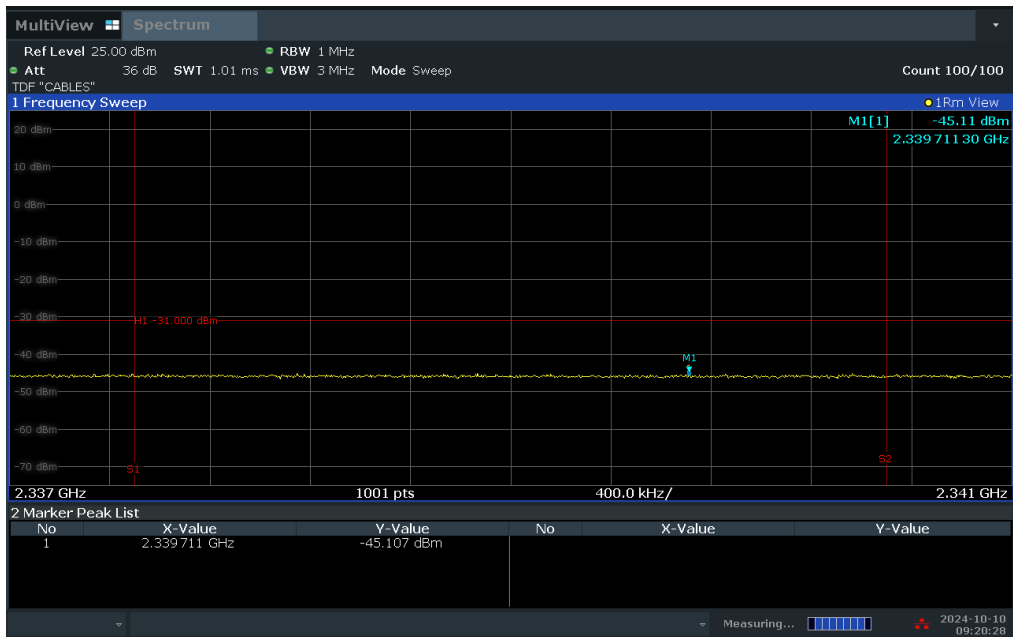 MultiView Spectrum
Ref Level 25.00 dBm RBW 1 MHz
Att 36 dB SWT 1.01 ms VBW 3 MHz Mode Sweep Count 100/100
TDF "CABLES"
1 Frequency Sweep 1Rm View
M1[1] -45.11 dBm
2.339 711 30 GHz
20 dBm
10 dBm
0 dBm
-10 dBm
-20 dBm
-30 dBm
H1 -31.000 dBm
-40 dBm
M1
-50 dBm
-60 dBm
-70 dBm
S1
S2
2.337 GHz 1001 pts 400.0 kHz/ 2.341 GHz
2 Marker Peak List
No X-Value Y-Value No X-Value Y-Value
1 2.339 711 GHz -45.107 dBm
Measuring... 2024-10-10
09:20:28